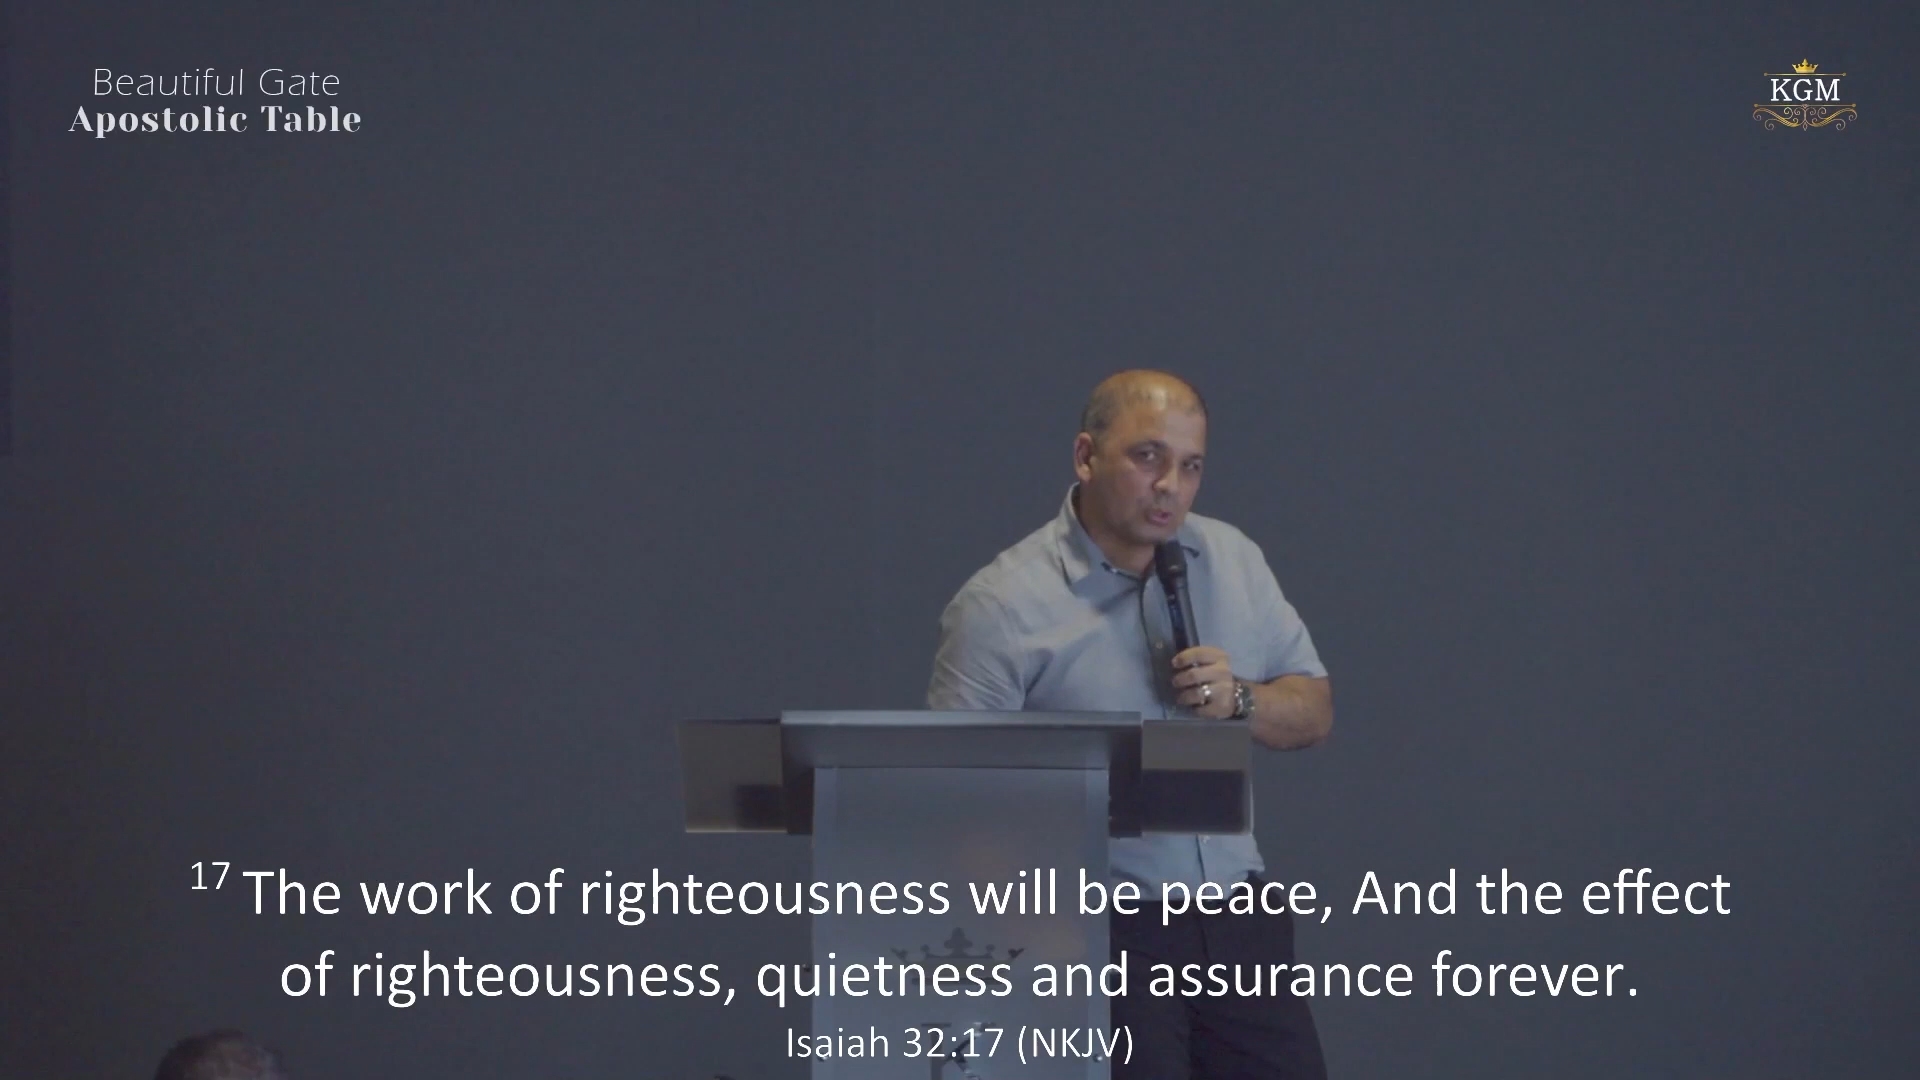 Beautiful Gate
Apostolic Table
KGM
17 The work of righteousness will be peace, And the effect
of righteousness, quietness and assurance forever.
Isaiah 32:17 (NKJV)